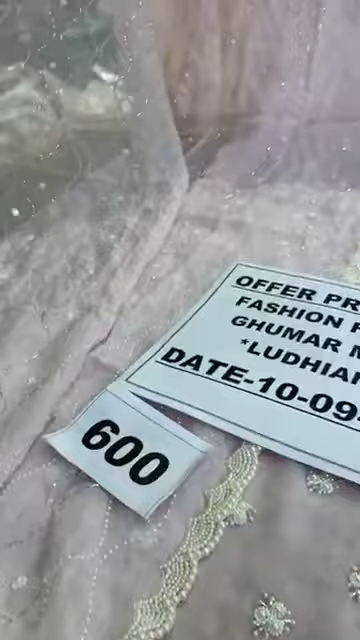 OFFER PR
FASHION
GHUMAR M
*LUDHIAN
DATE-10-09
600